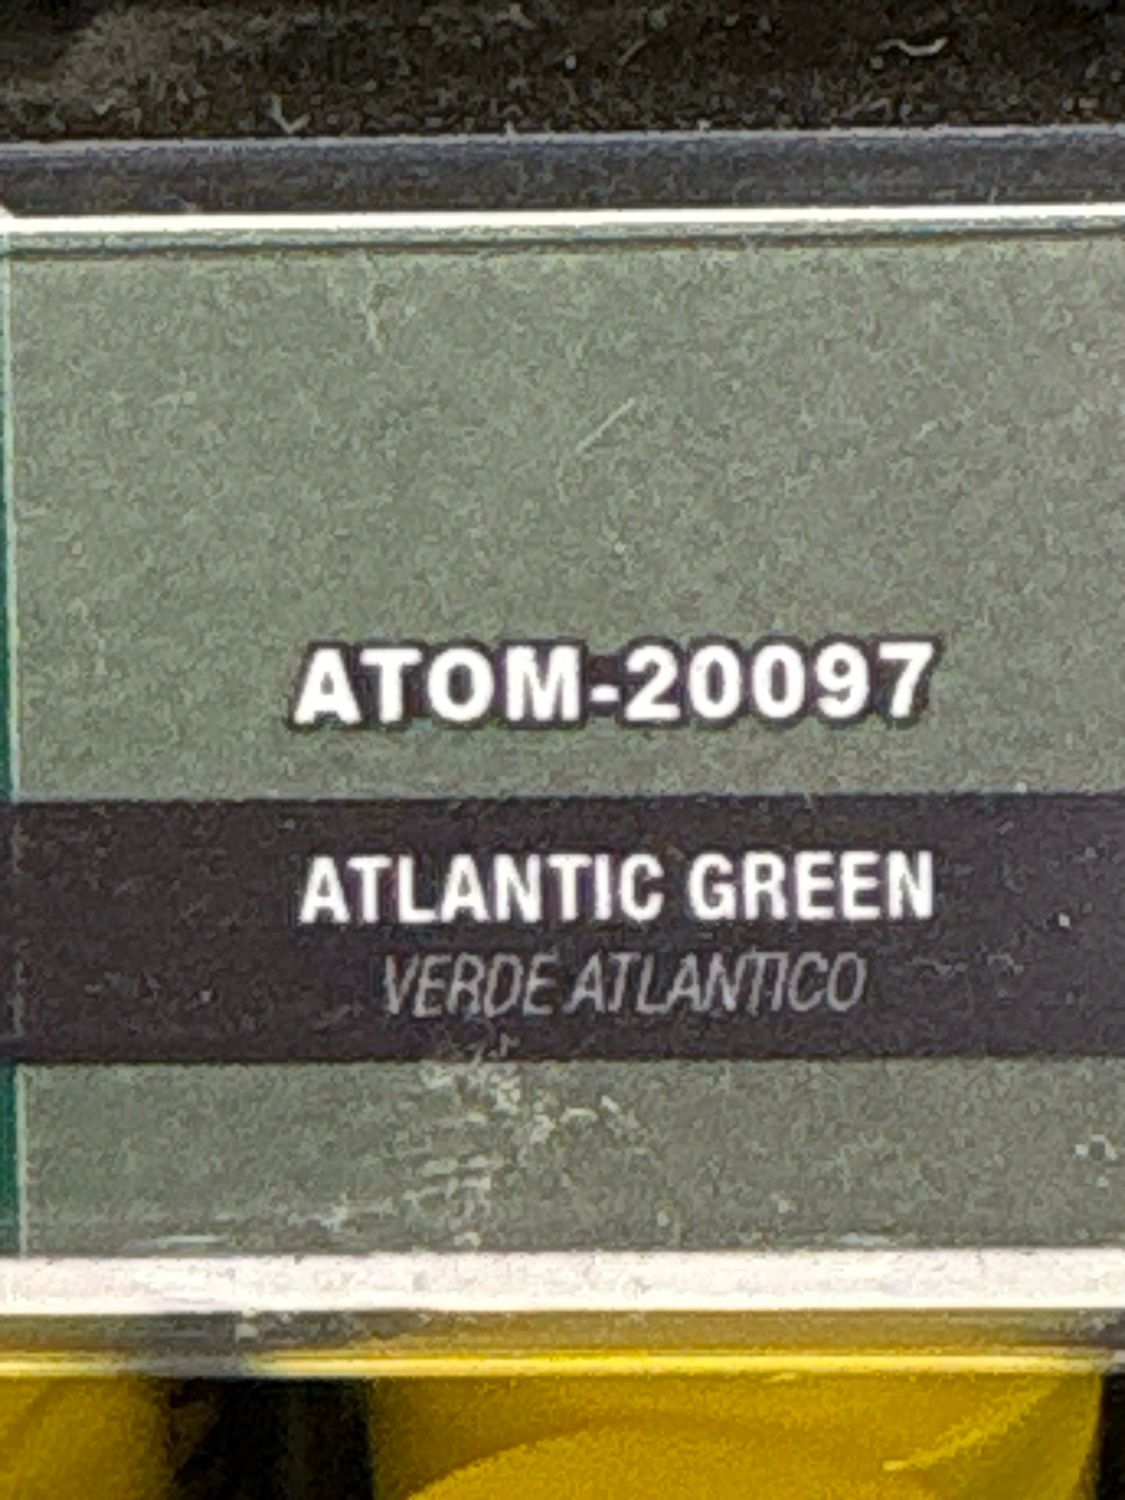 ATOM-20097
ATLANTIC GREEN
VERDE ATLANTICO